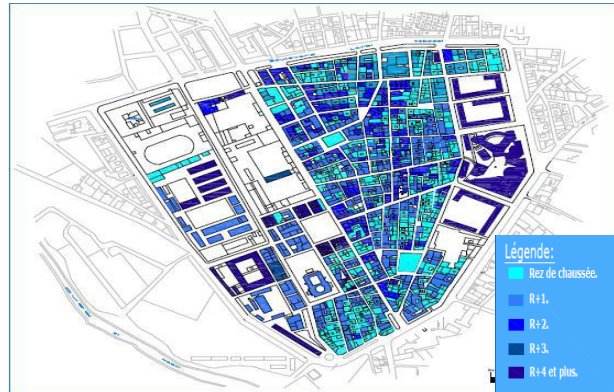 Légende:
Rez de chaussée.
R+1.
R+2.
R+3.
R+4 et plus.